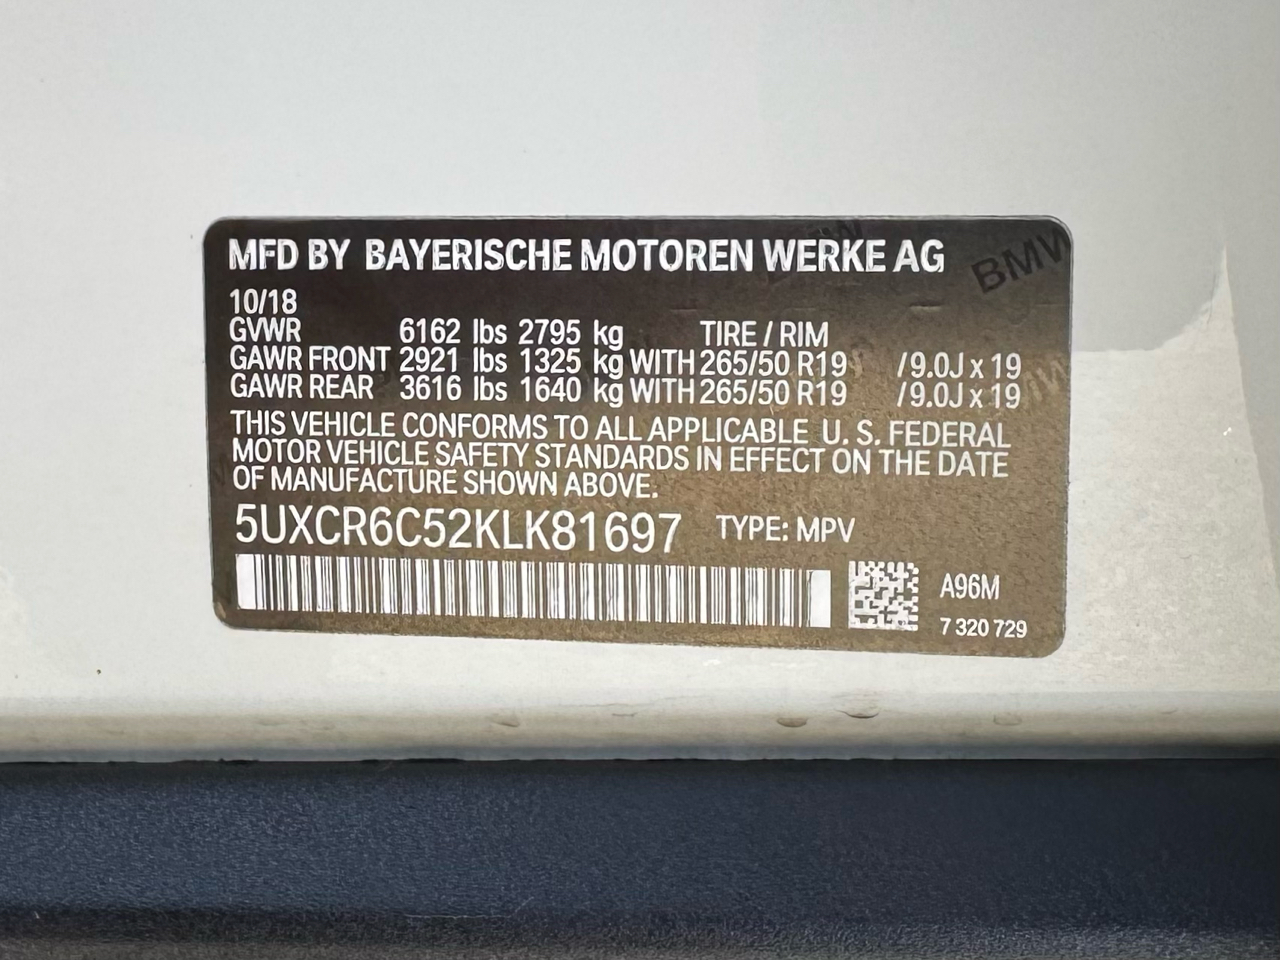 MFD BY BAYERISCHE MOTOREN WERKE AG
BMW
10/18
GVWR 6162 lbs 2795 kg TIRE / RIM
GAWR FRONT 2921 lbs 1325 kg WITH 265/50 R19 /9.0J x 19
GAWR REAR 3616 lbs 1640 kg WITH 265/50 R19 /9.0J x 19
THIS VEHICLE CONFORMS TO ALL APPLICABLE U. S. FEDERAL
MOTOR VEHICLE SAFETY STANDARDS IN EFFECT ON THE DATE
OF MANUFACTURE SHOWN ABOVE.
5UXCR6C52KLK81697 TYPE: MPV
A96M
7 320 729